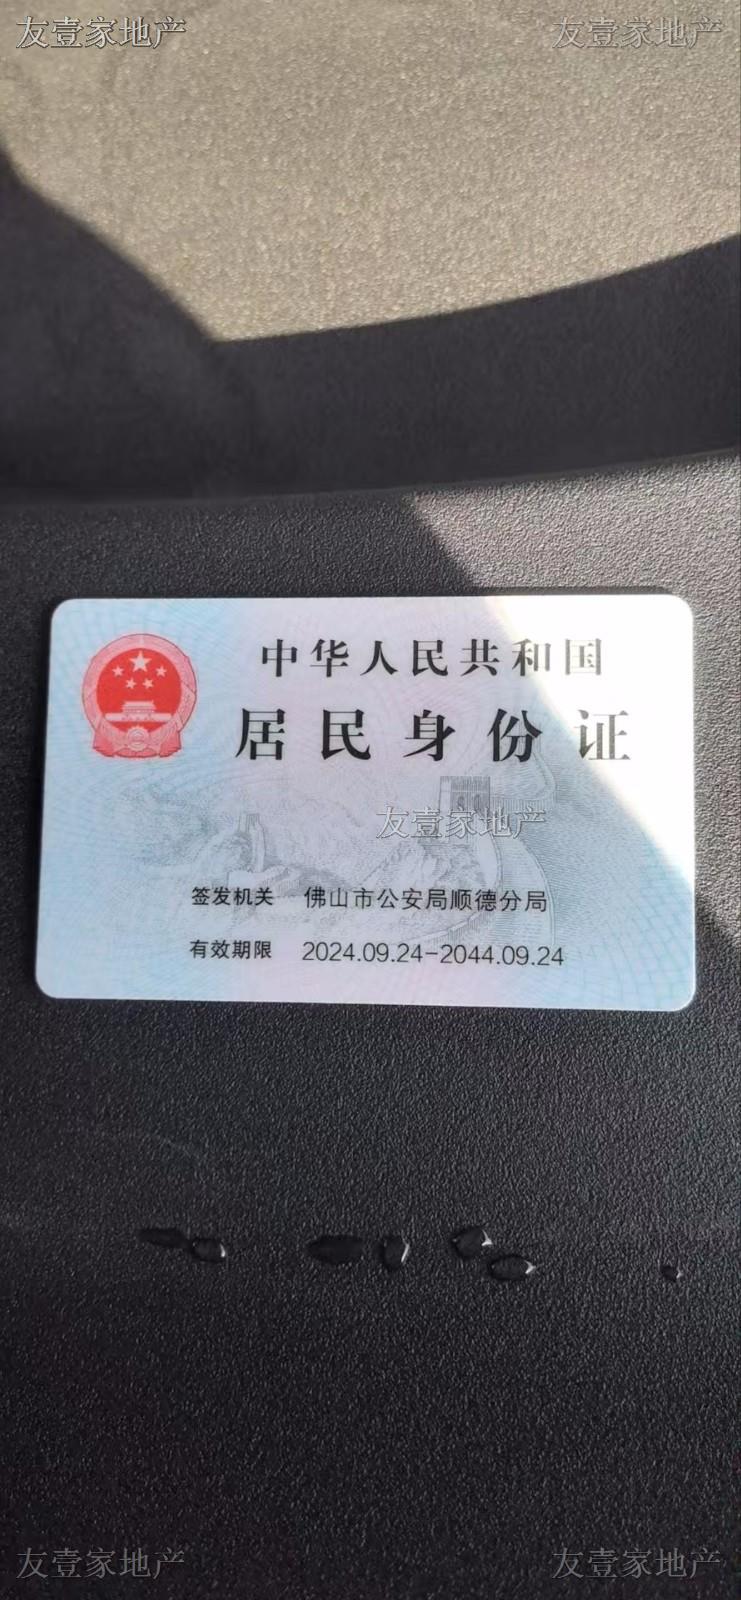 友壹家地产 友壹家地产
中华人民共和国
居民身份证
友壹家地产
签发机关 佛山市公安局顺德分局
有效期限 2024.09.24-2044.09.24
友壹家地产 友壹家地产